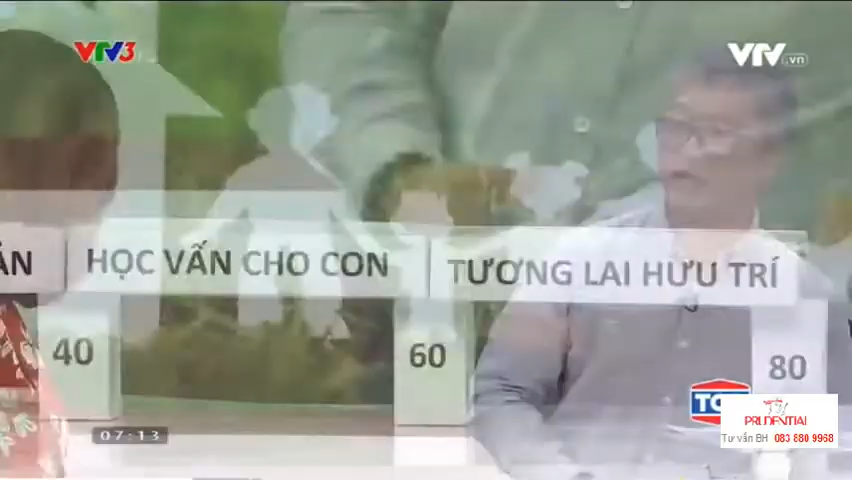 VTV3
VTV.vn
ẢN
HỌC VẤN CHO CON
TƯƠNG LAI HƯU TRÍ
40
60
80
07:13
PRUDENTIAL
Tư vấn BH 083 880 9968